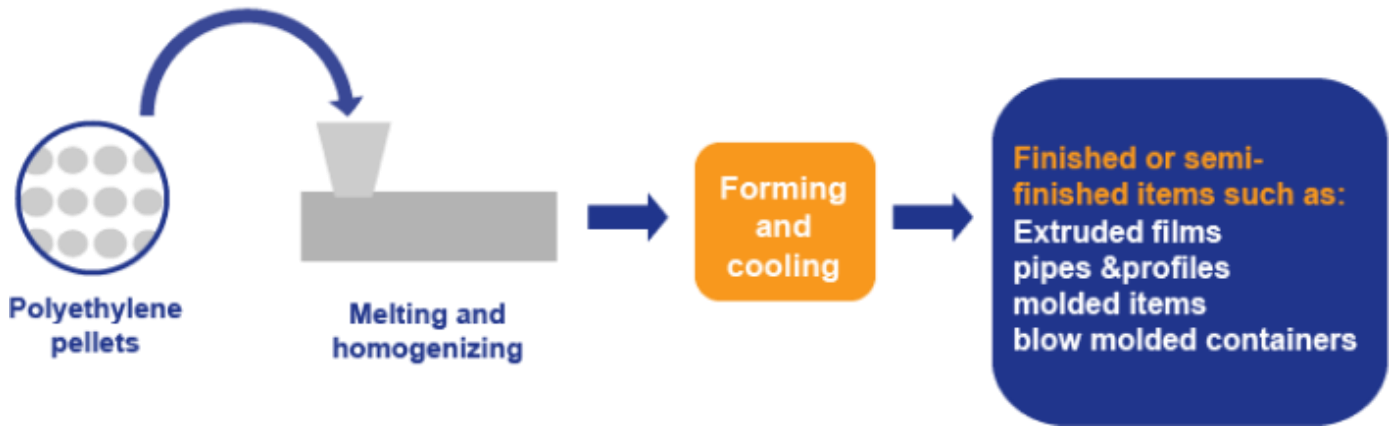 Polyethylene
pellets
Melting and
homogenizing
Forming
and
cooling
Finished or semi-
finished items such as:
Extruded films
pipes &profiles
molded items
blow molded containers